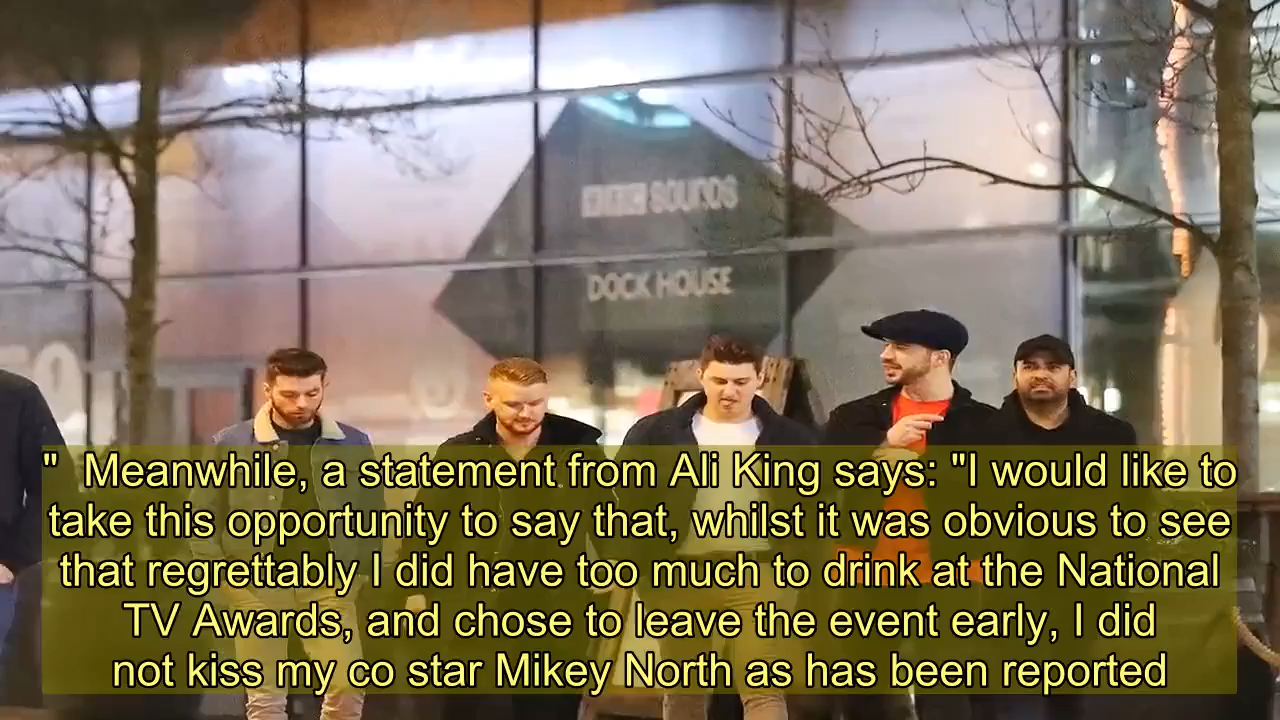 BBC SOUNDS
DOCK HOUSE
" Meanwhile, a statement from Ali King says: "I would like to
take this opportunity to say that, whilst it was obvious to see
that regrettably I did have too much to drink at the National
TV Awards, and chose to leave the event early, I did
not kiss my co star Mikey North as has been reported